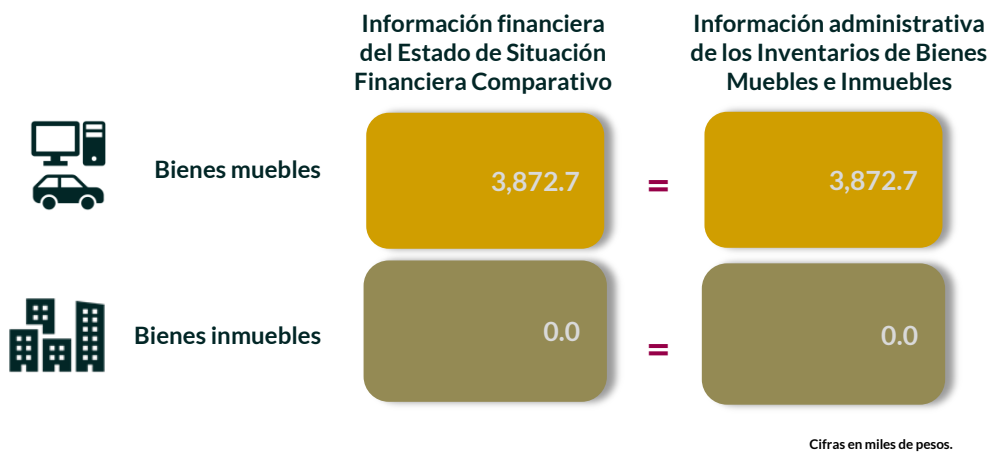 Información financiera
del Estado de Situación
Financiera Comparativo
Información administrativa
de los Inventarios de Bienes
Muebles e Inmuebles
Bienes muebles
3,872.7
=
3,872.7
Bienes inmuebles
0.0
=
0.0
Cifras en miles de pesos.